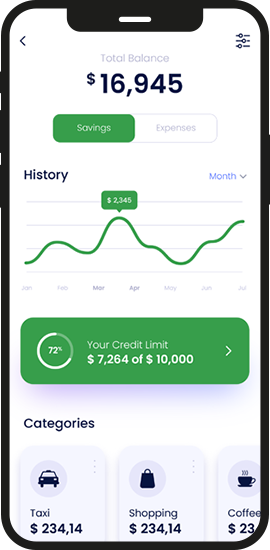 Total Balance
$ 16,945
Savings Expenses
History Month
$ 2,345
Jan Feb Mar Apr May Jun Jul
72% Your Credit Limit
$ 7,264 of $ 10,000
Categories
Taxi Shopping Coffee
$ 234,14 $ 234,14 $ 234